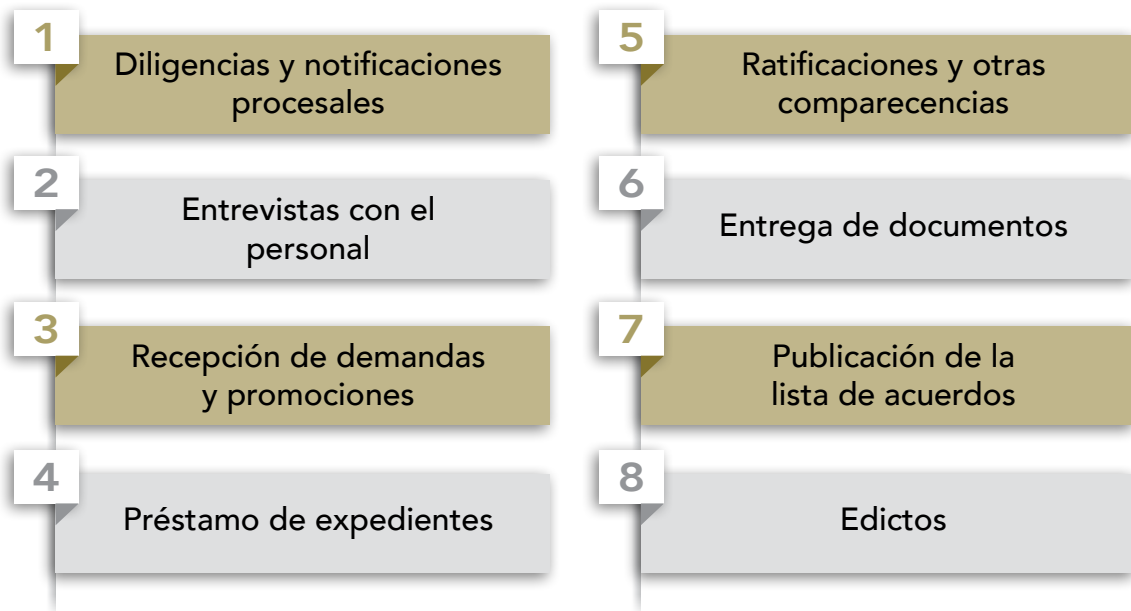 1
Diligencias y notificaciones
procesales
2
Entrevistas con el
personal
3
Recepción de demandas
y promociones
4
Préstamo de expedientes
5
Ratificaciones y otras
comparecencias
6
Entrega de documentos
7
Publicación de la
lista de acuerdos
8
Edictos